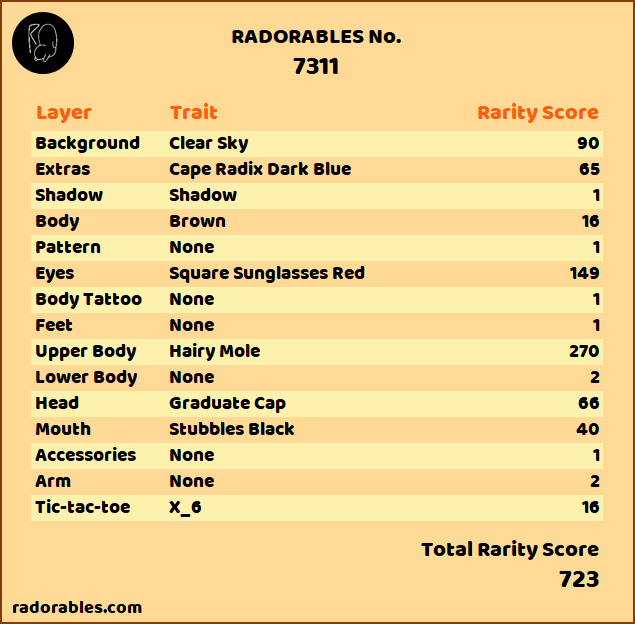 RADORABLES No.
7311
Layer Trait Rarity Score
Background Clear Sky 90
Extras Cape Radix Dark Blue 65
Shadow Shadow 1
Body Brown 16
Pattern None 1
Eyes Square Sunglasses Red 149
Body Tattoo None 1
Feet None 1
Upper Body Hairy Mole 270
Lower Body None 2
Head Graduate Cap 66
Mouth Stubbles Black 40
Accessories None 1
Arm None 2
Tic-tac-toe X_6 16
Total Rarity Score
723
radorables.com